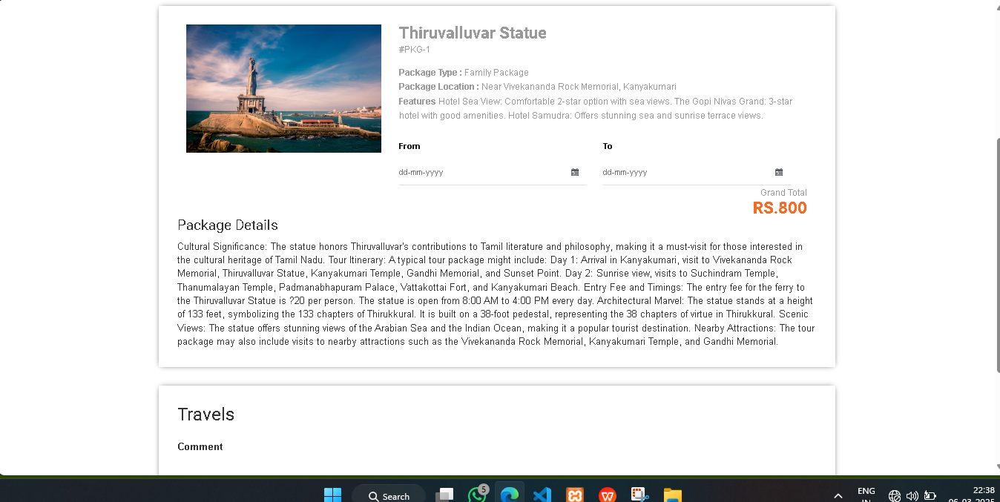 Thiruvalluvar Statue
#PKG-1
Package Type : Family Package
Package Location : Near Vivekananda Rock Memorial, Kanyakumari
Features Hotel Sea View: Comfortable 2-star option with sea views. The Gopi Nivas Grand: 3-star
hotel with good amenities. Hotel Samudra: Offers stunning sea and sunrise terrace views.
From To
dd-mm-yyyy dd-mm-yyyy
Grand Total
RS.800
Package Details
Cultural Significance: The statue honors Thiruvalluvar's contributions to Tamil literature and philosophy, making it a must-visit for those interested in
the cultural heritage of Tamil Nadu. Tour Itinerary: A typical tour package might include: Day 1: Arrival in Kanyakumari, visit to Vivekananda Rock
Memorial, Thiruvalluvar Statue, Kanyakumari Temple, Gandhi Memorial, and Sunset Point. Day 2: Sunrise view, visits to Suchindram Temple,
Thanumalayan Temple, Padmanabhapuram Palace, Vattakottai Fort, and Kanyakumari Beach. Entry Fee and Timings: The entry fee for the ferry to
the Thiruvalluvar Statue is ?20 per person. The statue is open from 8:00 AM to 4:00 PM every day. Architectural Marvel: The statue stands at a height
of 133 feet, symbolizing the 133 chapters of Thirukkural. It is built on a 38-foot pedestal, representing the 38 chapters of virtue in Thirukkural. Scenic
Views: The statue offers stunning views of the Arabian Sea and the Indian Ocean, making it a popular tourist destination. Nearby Attractions: The tour
package may also include visits to nearby attractions such as the Vivekananda Rock Memorial, Kanyakumari Temple, and Gandhi Memorial.
Travels
Comment
Search 5 ENG 22:38
IN 06-03-2025